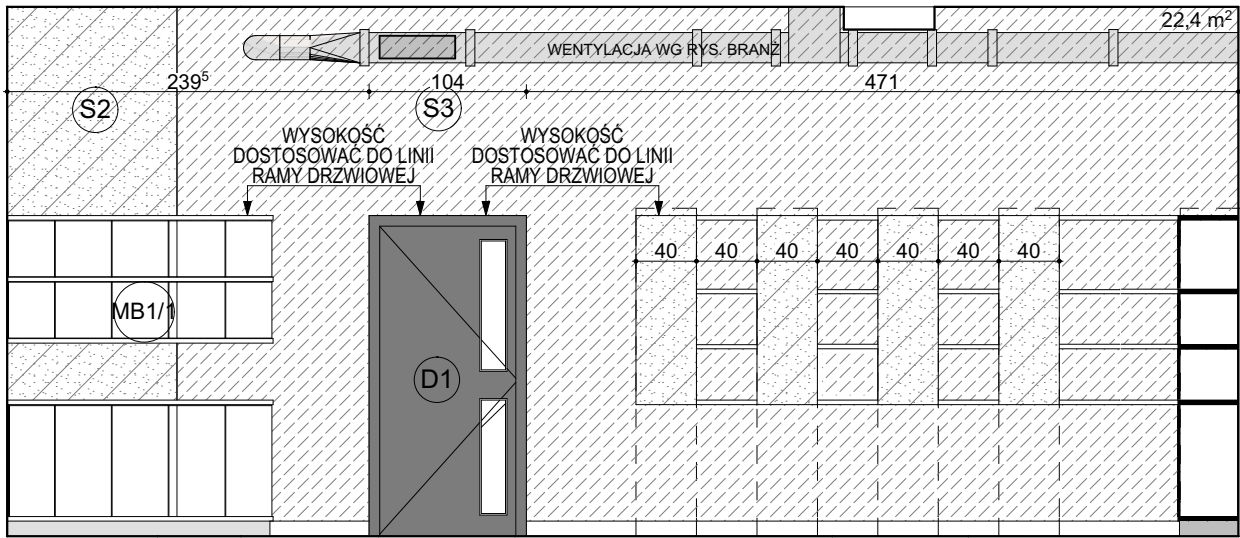 22,4 m²
WENTYLACJA WG RYS. BRANŻ
239⁵
104
471
S2
S3
WYSOKOŚĆ
DOSTOSOWAĆ DO LINII
RAMY DRZWIOWEJ
WYSOKOŚĆ
DOSTOSOWAĆ DO LINII
RAMY DRZWIOWEJ
40 40 40 40 40 40 40
MB1/1
D1